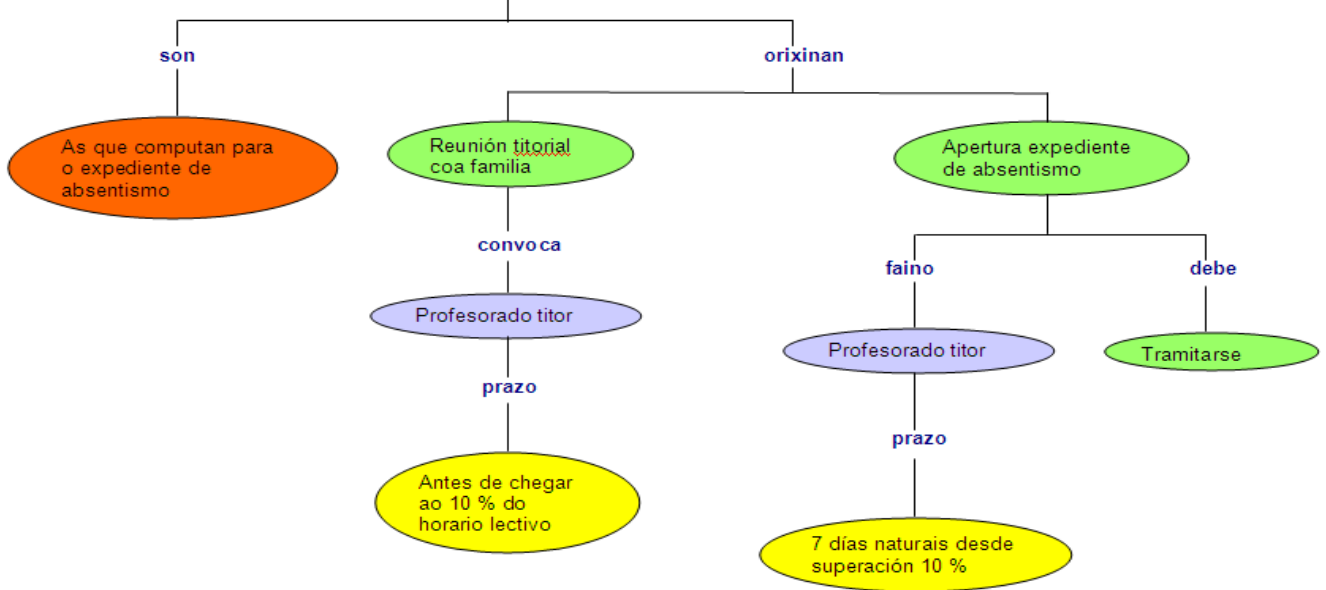 son
orixinan
As que computan para
o expediente de
absentismo
Reunión titorial
coa familia
Apertura expediente
de absentismo
convoca
faino
debe
Profesorado titor
Profesorado titor
Tramitarse
prazo
prazo
Antes de chegar
ao 10 % do
horario lectivo
7 días naturais desde
superación 10 %